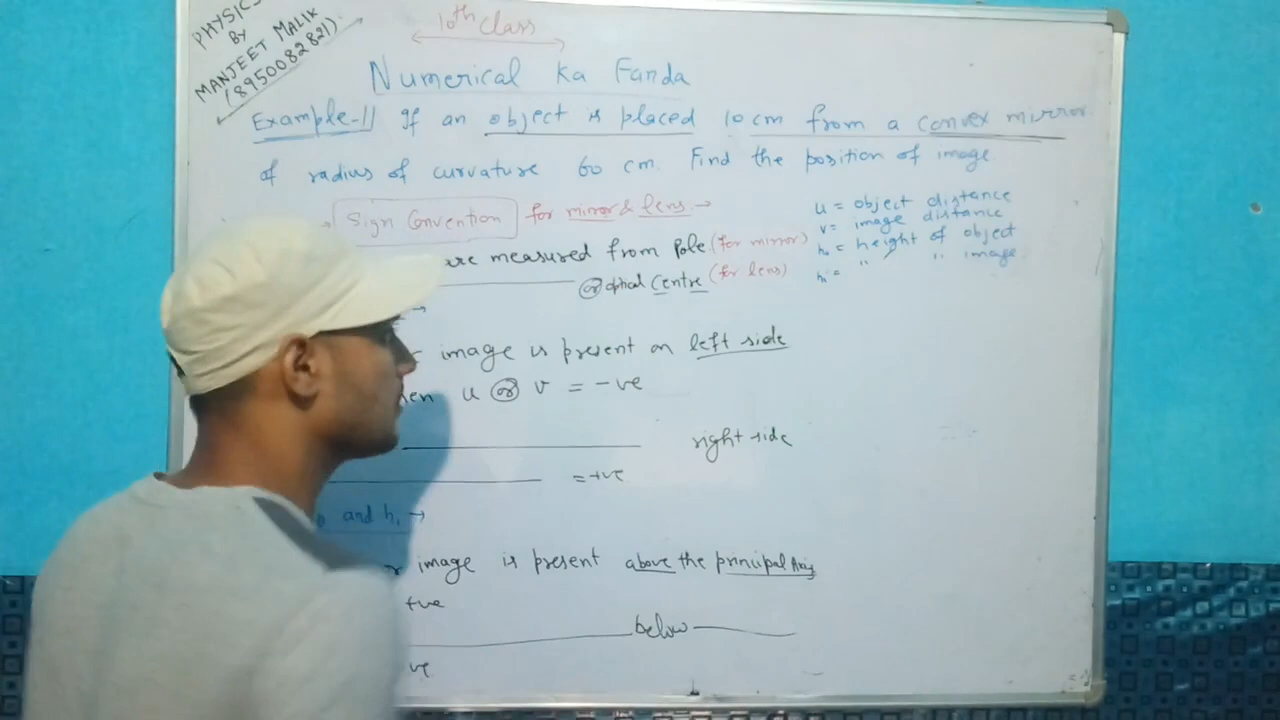 PHYSICS
BY
MANJEET MALIK
(8950082821)
10th class
Numerical ka Fanda
Example-11 If an object is placed 10 cm from a convex mirror
of radius of curvature 60 cm. Find the position of image.
Sign Convention for mirror & lens →
are measured from Pole (for mirror)
or optical Centre (for lens)
u = object distance
v = image distance
ho = height of object
hi = " " image
image is present on left side
u or v = -ve
right side
= +ve
and hi →
image is present above the principal Axis
+ve
below
ve